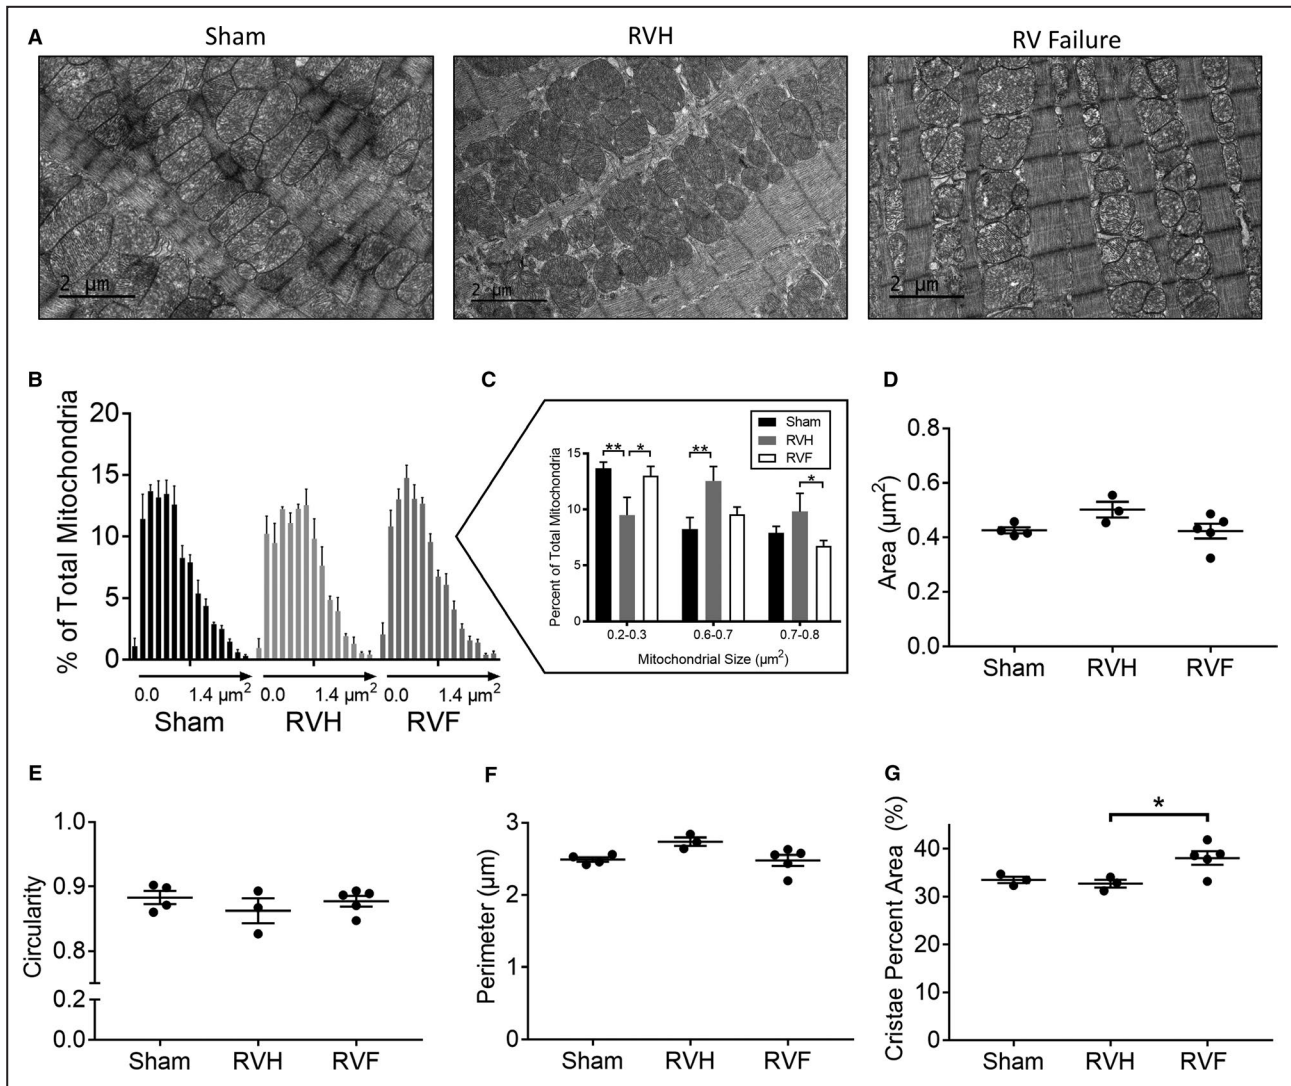 A
Sham
RVH
RV Failure
2 µm
2 µm
2 µm
B
% of Total Mitochondria
20
15
10
5
0
0.0
1.4 µm²
0.0
1.4 µm²
0.0
1.4 µm²
Sham
RVH
RVF
C
Sham
RVH
RVF
Percent of Total Mitochondria
15
10
5
0
** * ** *
0.2-0.3
0.6-0.7
0.7-0.8
Mitochondrial Size (µm²)
D
Area (µm²)
0.8
0.6
0.4
0.2
0.0
Sham
RVH
RVF
E
Circularity
1.0
0.9
0.8
0.2
0.0
Sham
RVH
RVF
F
Perimeter (µm)
3
2
1
0
Sham
RVH
RVF
G
Cristae Percent Area (%)
*
40
30
20
10
0
Sham
RVH
RVF